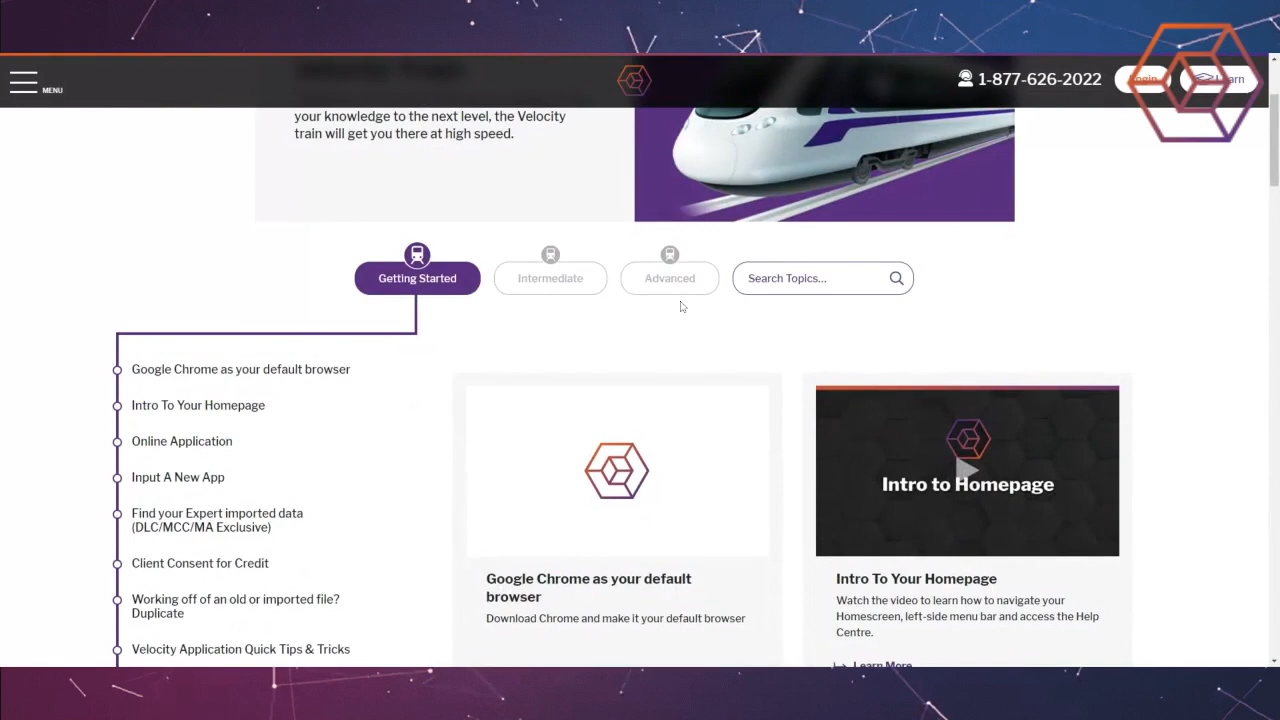 MENU
1-877-626-2022
Login
Learn
your knowledge to the next level, the Velocity
train will get you there at high speed.
Getting Started
Intermediate
Advanced
Search Topics...
Google Chrome as your default browser
Intro To Your Homepage
Online Application
Input A New App
Find your Expert imported data
(DLC/MCC/MA Exclusive)
Client Consent for Credit
Working off of an old or imported file?
Duplicate
Velocity Application Quick Tips & Tricks
Google Chrome as your default
browser
Download Chrome and make it your default browser
Intro to Homepage
Intro To Your Homepage
Watch the video to learn how to navigate your
Homescreen, left-side menu bar and access the Help
Centre.
Learn More